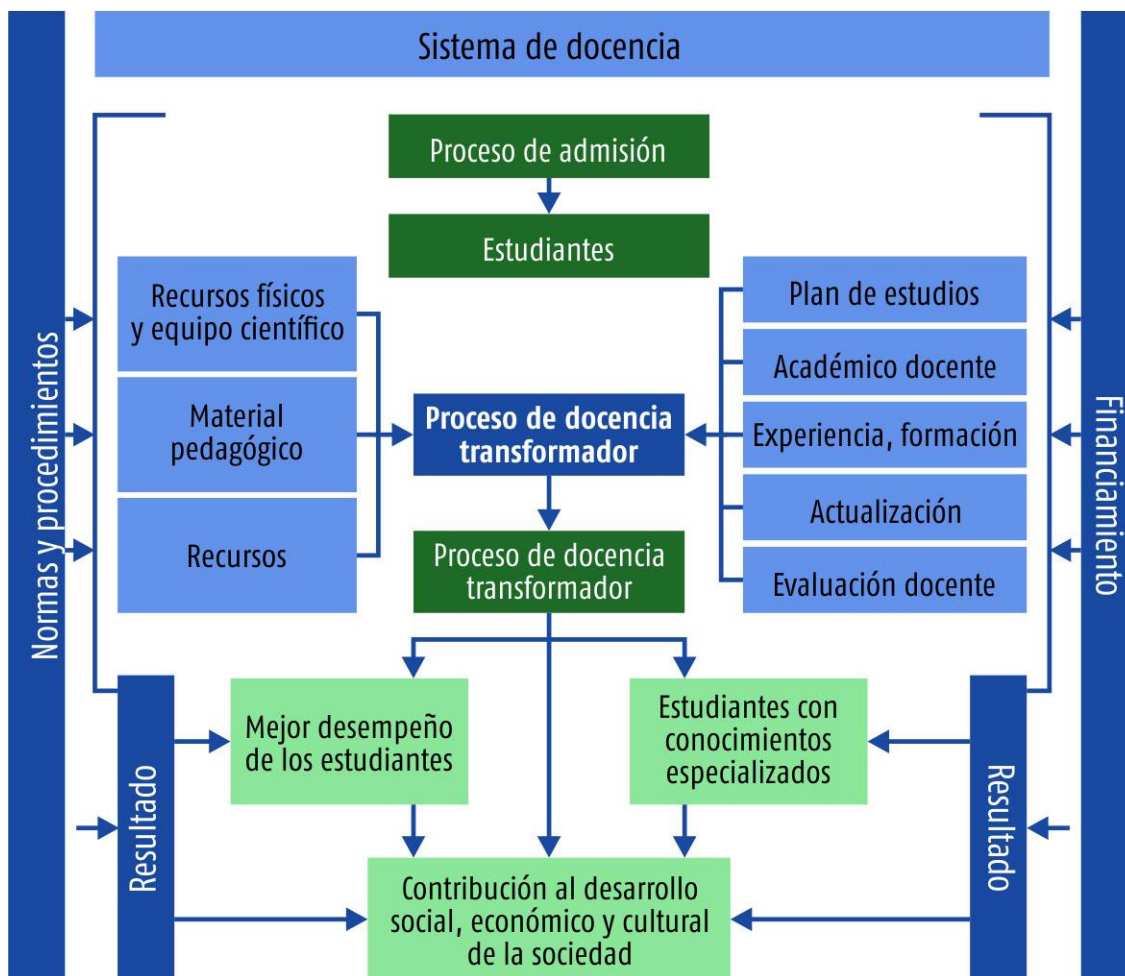 Sistema de docencia
Proceso de admisión
Estudiantes
Normas y procedimientos
Recursos físicos
y equipo científico
Material
pedagógico
Recursos
Proceso de docencia
transformador
Proceso de docencia
transformador
Plan de estudios
Académico docente
Experiencia, formación
Actualización
Evaluación docente
Financiamiento
Resultado
Mejor desempeño
de los estudiantes
Estudiantes con
conocimientos
especializados
Resultado
Contribución al desarrollo
social, económico y cultural
de la sociedad